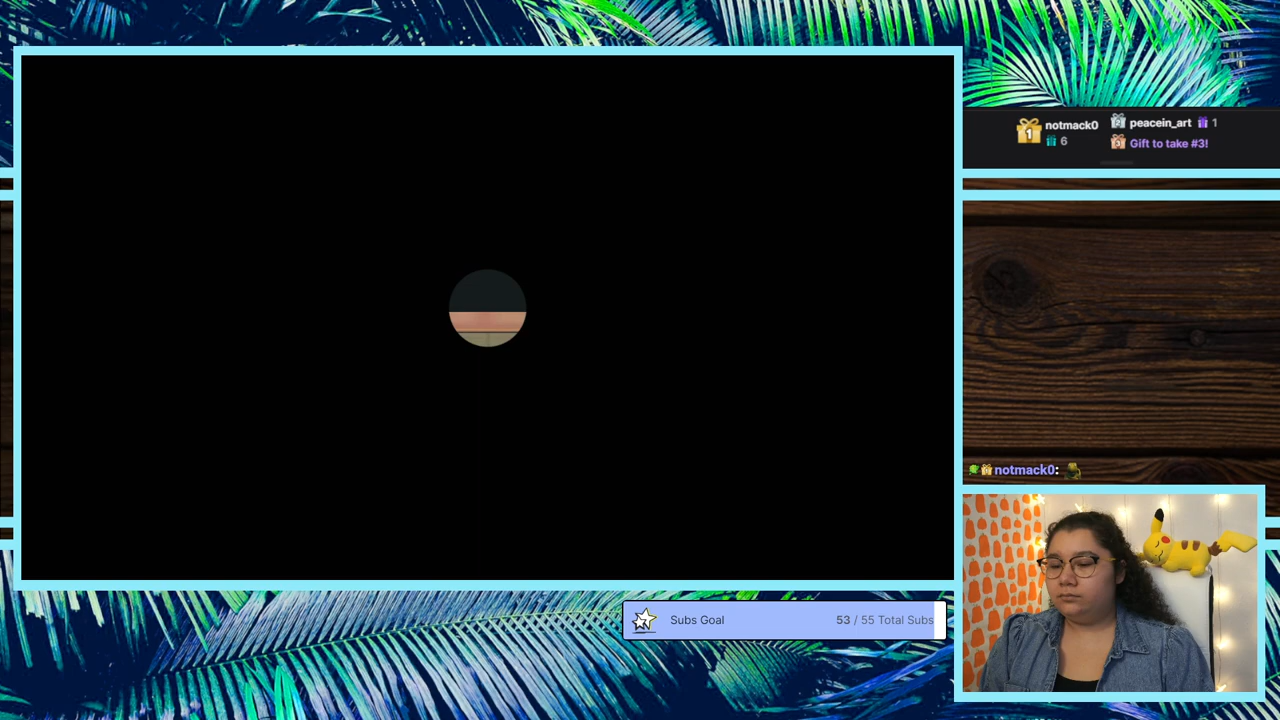 notmack0
6
peacein_art 1
Gift to take #3!
notmack0:
Subs Goal 53 / 55 Total Subs